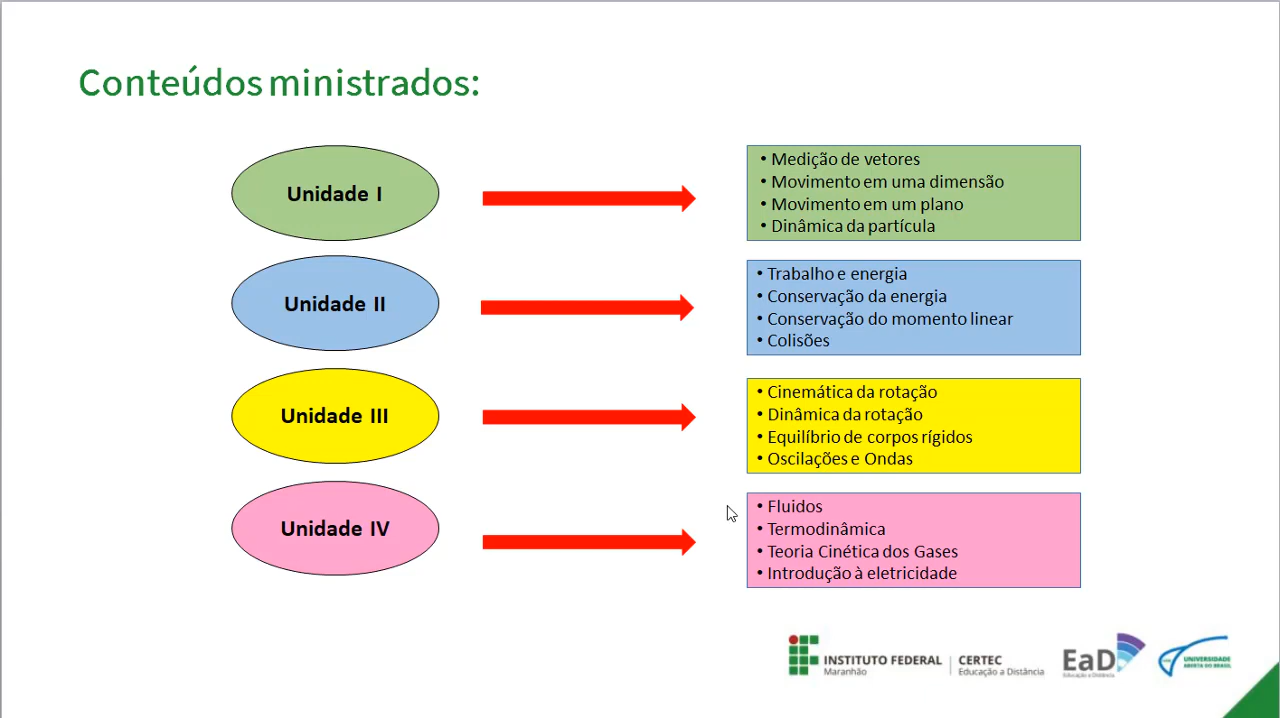 Conteúdos ministrados:
Unidade I
• Medição de vetores
• Movimento em uma dimensão
• Movimento em um plano
• Dinâmica da partícula
Unidade II
• Trabalho e energia
• Conservação da energia
• Conservação do momento linear
• Colisões
Unidade III
• Cinemática da rotação
• Dinâmica da rotação
• Equilíbrio de corpos rígidos
• Oscilações e Ondas
Unidade IV
• Fluidos
• Termodinâmica
• Teoria Cinética dos Gases
• Introdução à eletricidade
INSTITUTO FEDERAL
Maranhão
CERTEC
Educação a Distância
EaD
Educação a Distância
UNIVERSIDADE
ABERTA DO BRASIL